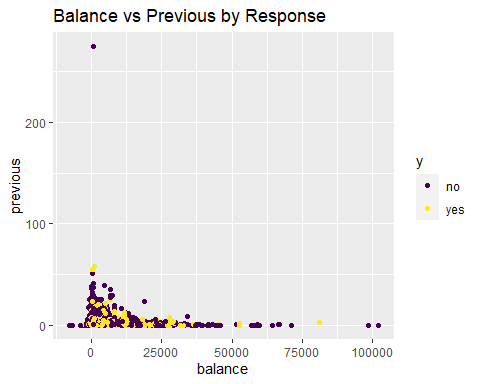 Balance vs Previous by Response
previous
200
100
0
0
25000
50000
75000
100000
balance
y
no
yes